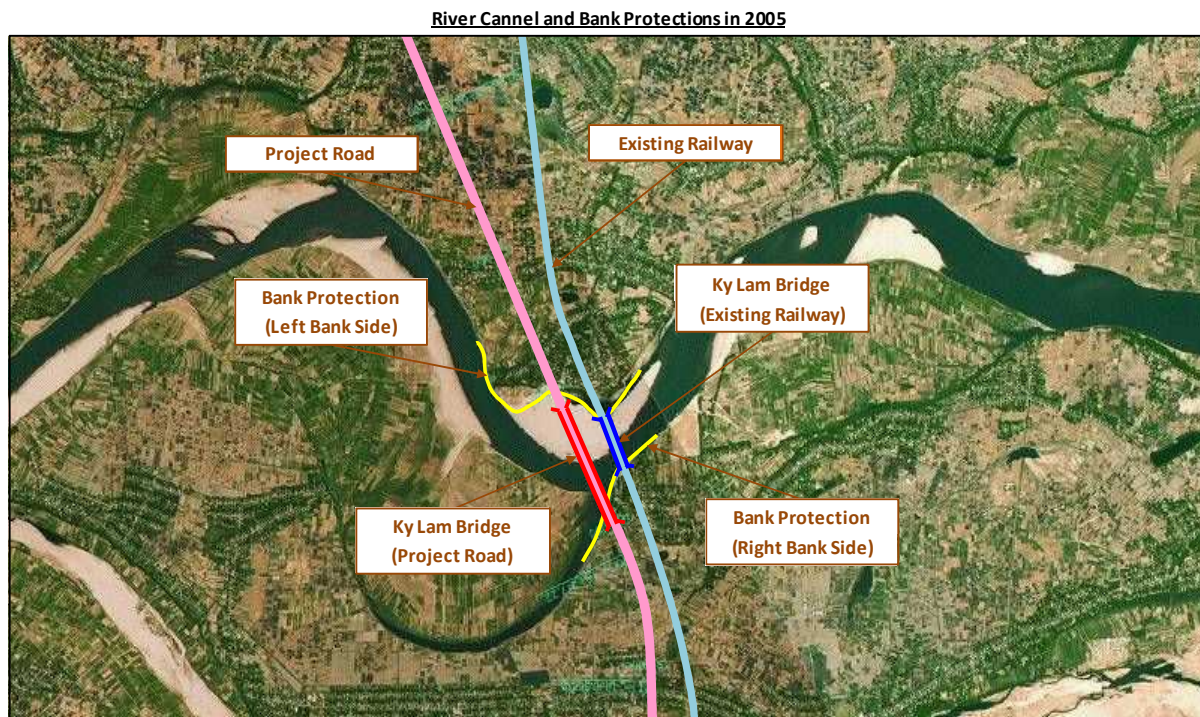 River Cannel and Bank Protections in 2005
Project Road
Existing Railway
Bank Protection
(Left Bank Side)
Ky Lam Bridge
(Existing Railway)
Ky Lam Bridge
(Project Road)
Bank Protection
(Right Bank Side)